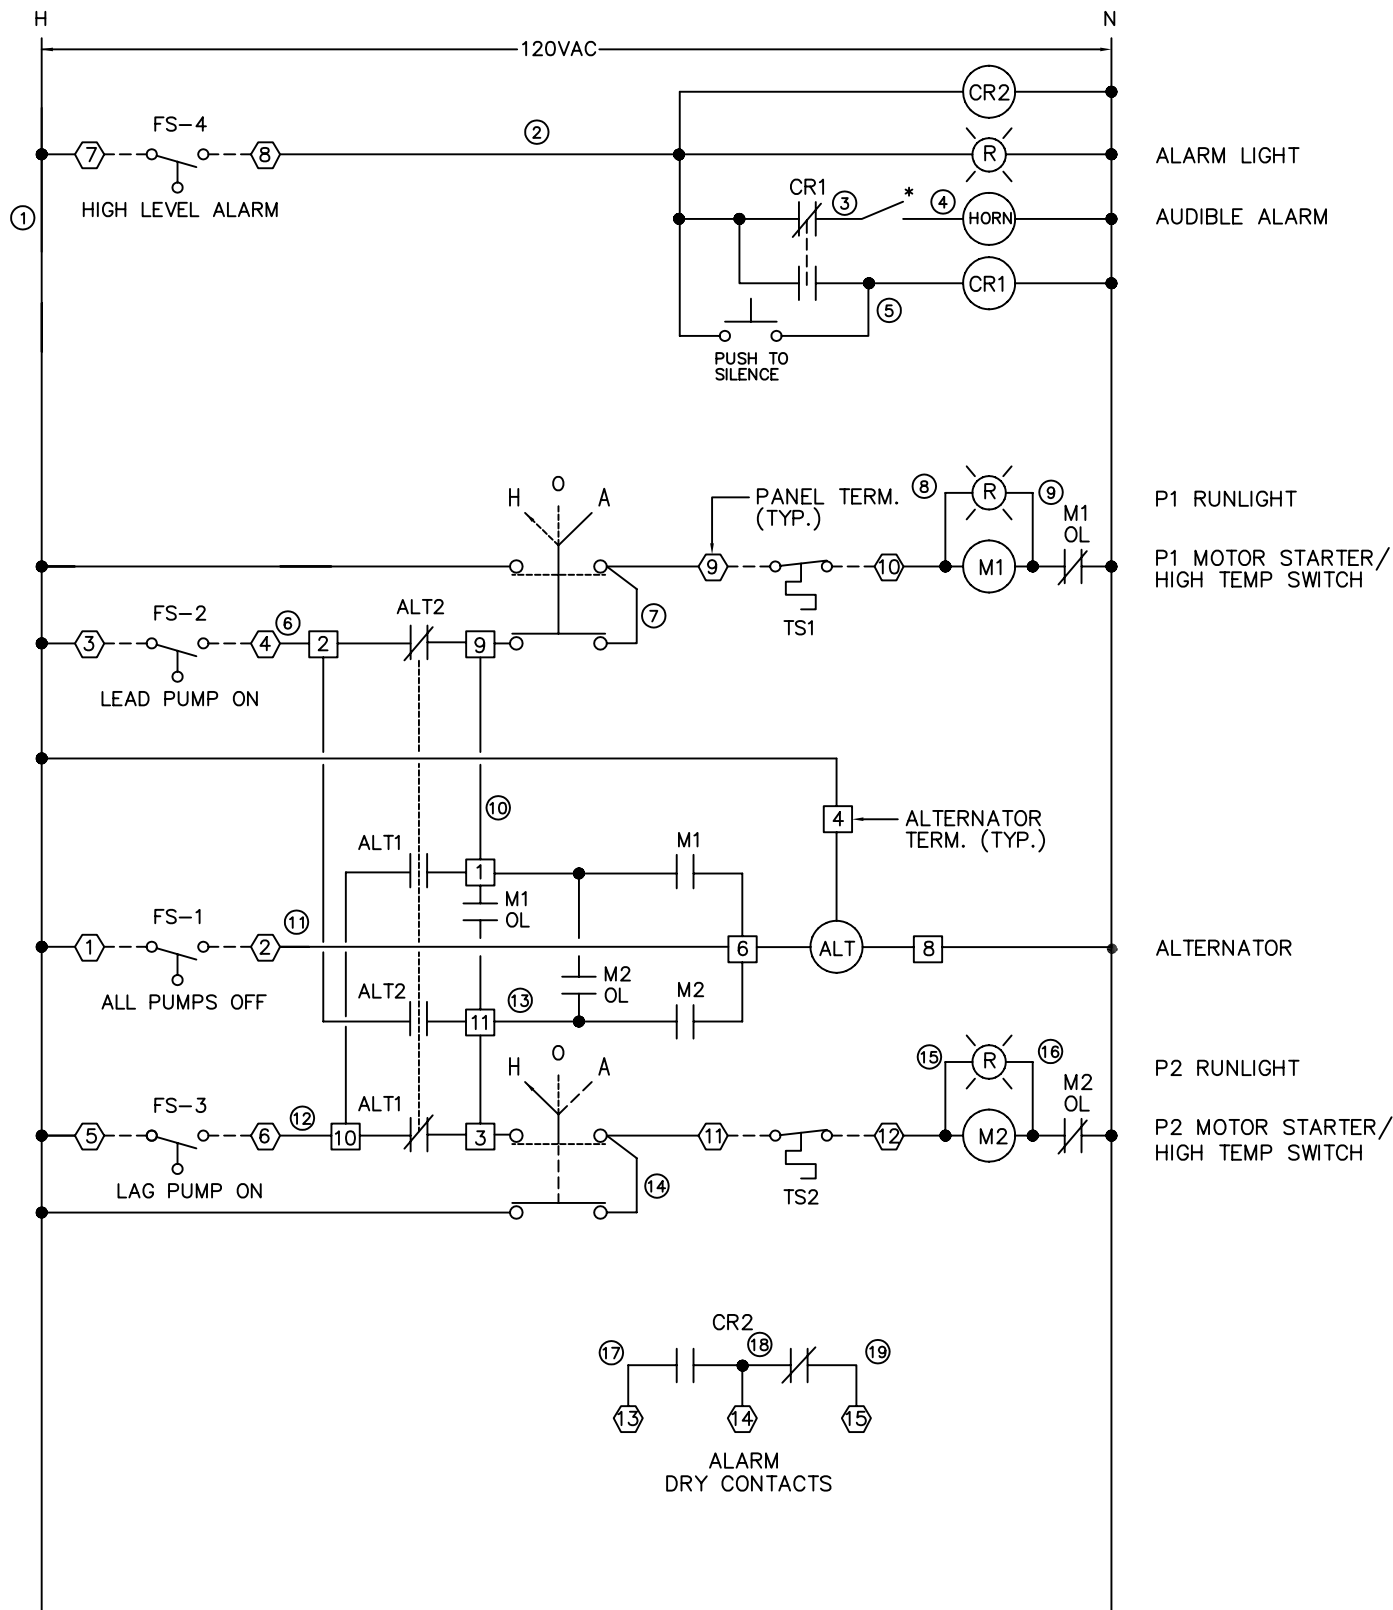 H N
120VAC
CR2
FS-4 2
7 8 R ALARM LIGHT
HIGH LEVEL ALARM
1
CR1 3 * 4
HORN AUDIBLE ALARM
CR1
5
PUSH TO
SILENCE
H O A
PANEL TERM.
(TYP.)
8 R 9 P1 RUNLIGHT
M1
OL
9 10 M1 P1 MOTOR STARTER/
HIGH TEMP SWITCH
TS1
FS-2 6 ALT2 7
3 4 2 9
LEAD PUMP ON
10
4 ALTERNATOR
TERM. (TYP.)
ALT1 1 M1
M1
OL
FS-1 11
1 2 6 ALT 8 ALTERNATOR
ALL PUMPS OFF
M2
OL
ALT2 11 13 M2
H O A
15 R 16 P2 RUNLIGHT
M2
OL
FS-3 12 ALT1
5 6 10 3 11 12 M2 P2 MOTOR STARTER/
HIGH TEMP SWITCH
LAG PUMP ON
14 TS2
CR2
17 18 19
13 14 15
ALARM
DRY CONTACTS